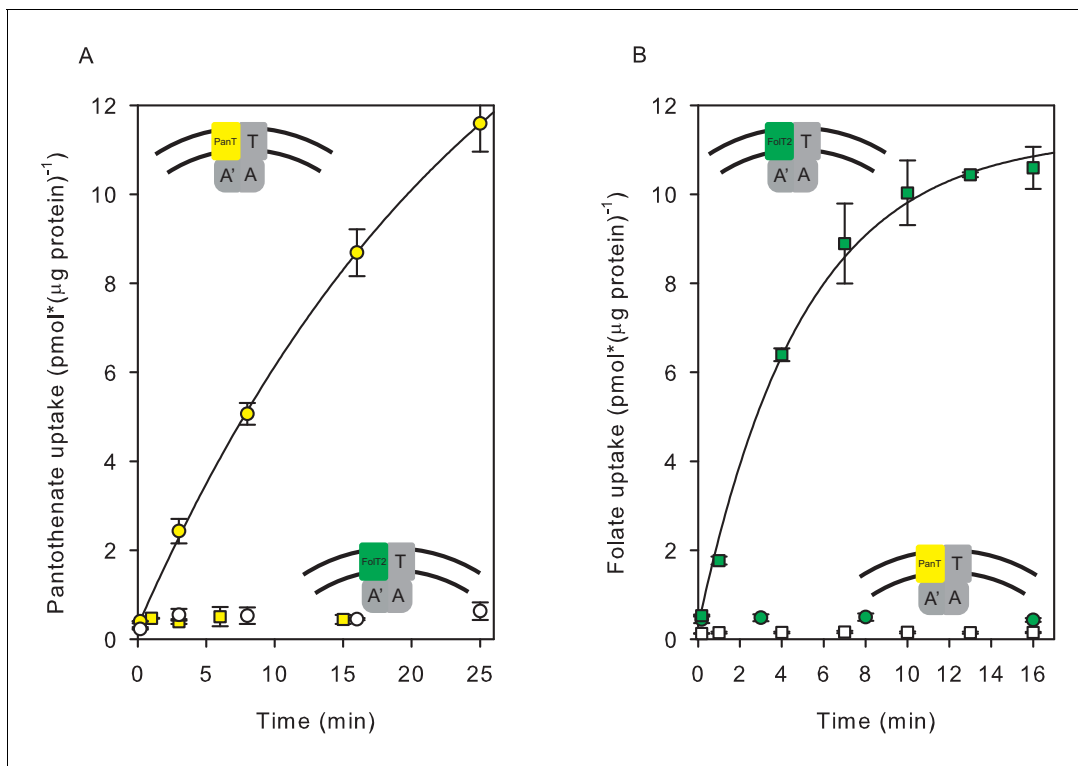 A
Pantothenate uptake (pmol*(µg protein)⁻¹
12
10
8
6
4
2
0
0 5 10 15 20 25
Time (min)
PanT T
A' A
FolT2 T
A' A
B
Folate uptake (pmol*(µg protein)⁻¹
12
10
8
6
4
2
0
0 2 4 6 8 10 12 14 16
Time (min)
FolT2 T
A' A
PanT T
A' A